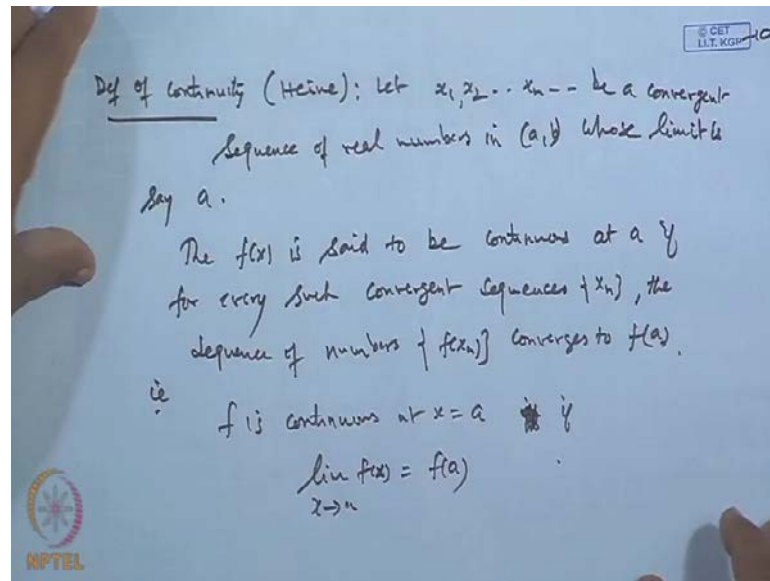 © CET
I.I.T. KGP
10
Def of continuity (Heine): Let x₁, x₂ .. xₙ -- be a convergent
sequence of real numbers in (a, b) whose limit is
say a.
The f(x) is said to be continuous at a if
for every such convergent sequences {xₙ}, the
sequence of numbers {f(xₙ)} converges to f(a).
ie
f is continuous at x = a if
lim f(x) = f(a)
x→a
NPTEL